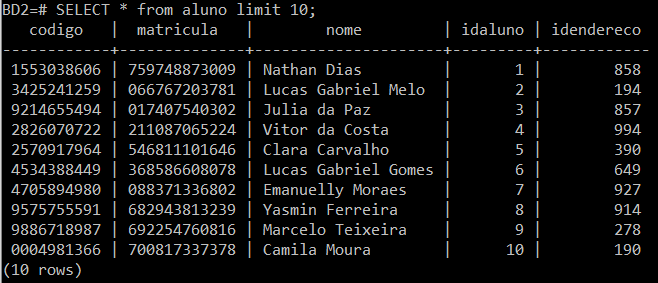 BD2=# SELECT * from aluno limit 10;
   codigo   |  matricula   |         nome         | idaluno | idendereco
------------+--------------+----------------------+---------+------------
 1553038606 | 759748873009 | Nathan Dias          |       1 |        858
 3425241259 | 066767203781 | Lucas Gabriel Melo   |       2 |        194
 9214655494 | 017407540302 | Julia da Paz         |       3 |        857
 2826070722 | 211087065224 | Vitor da Costa       |       4 |        994
 2570917964 | 546811101646 | Clara Carvalho       |       5 |        390
 4534388449 | 368586608078 | Lucas Gabriel Gomes  |       6 |        649
 4705894980 | 088371336802 | Emanuelly Moraes     |       7 |        927
 9575755591 | 682943813239 | Yasmin Ferreira      |       8 |        914
 9886718987 | 692254760816 | Marcelo Teixeira     |       9 |        278
 0004981366 | 700817337378 | Camila Moura         |      10 |        190
(10 rows)